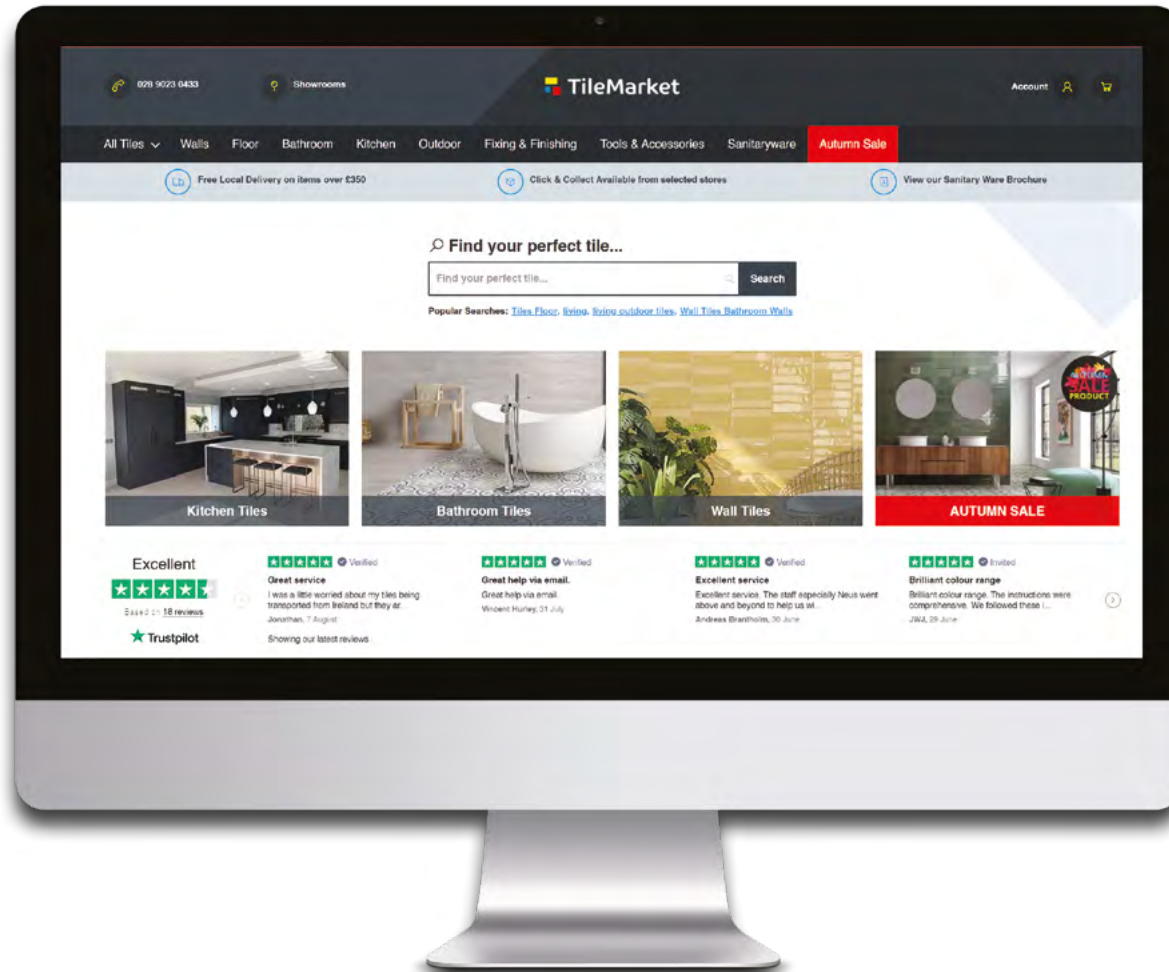 028 9023 0433
Showrooms
TileMarket
Account
All Tiles
Walls
Floor
Bathroom
Kitchen
Outdoor
Fixing & Finishing
Tools & Accessories
Sanitaryware
Autumn Sale
Free Local Delivery on items over £350
Click & Collect Available from selected stores
View our Sanitary Ware Brochure
Find your perfect tile...
Find your perfect tile...
Search
Popular Searches: Tiles Floor, living, living outdoor tiles, Wall Tiles Bathroom Walls
Kitchen Tiles
Bathroom Tiles
Wall Tiles
AUTUMN
SALE
PRODUCT
AUTUMN SALE
Excellent
Based on 18 reviews
Trustpilot
Verified
Great service
I was a little worried about my tiles being
transported from Ireland but they ar...
Jonathan, 7 August
Showing our latest reviews
Verified
Great help via email.
Great help via email.
Vincent Hurley, 31 July
Verified
Excellent service
Excellent service. The staff especially Neus went
above and beyond to help us wi...
Andreas Brantholm, 30 June
Invited
Brilliant colour range
Brilliant colour range. The instructions were
comprehensive. We followed these i...
JWJ, 29 June